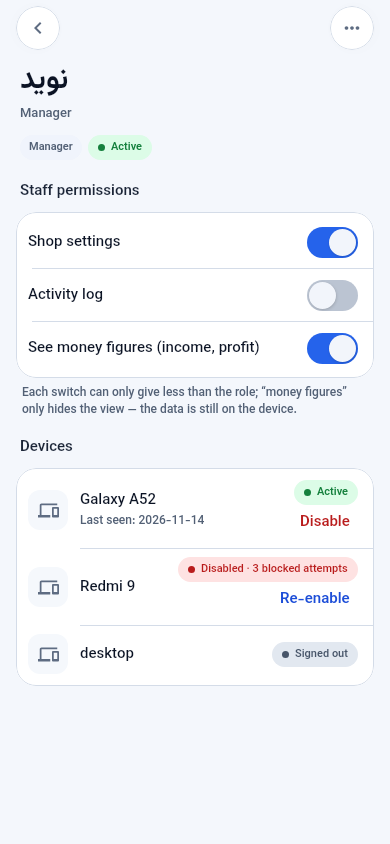 نوید
Manager
Manager
Active
Staff permissions
Shop settings
Activity log
See money figures (income, profit)
Each switch can only give less than the role; “money figures”
only hides the view — the data is still on the device.
Devices
Galaxy A52
Active
Last seen: 2026-11-14
Disable
Disabled · 3 blocked attempts
Redmi 9
Re-enable
desktop
Signed out